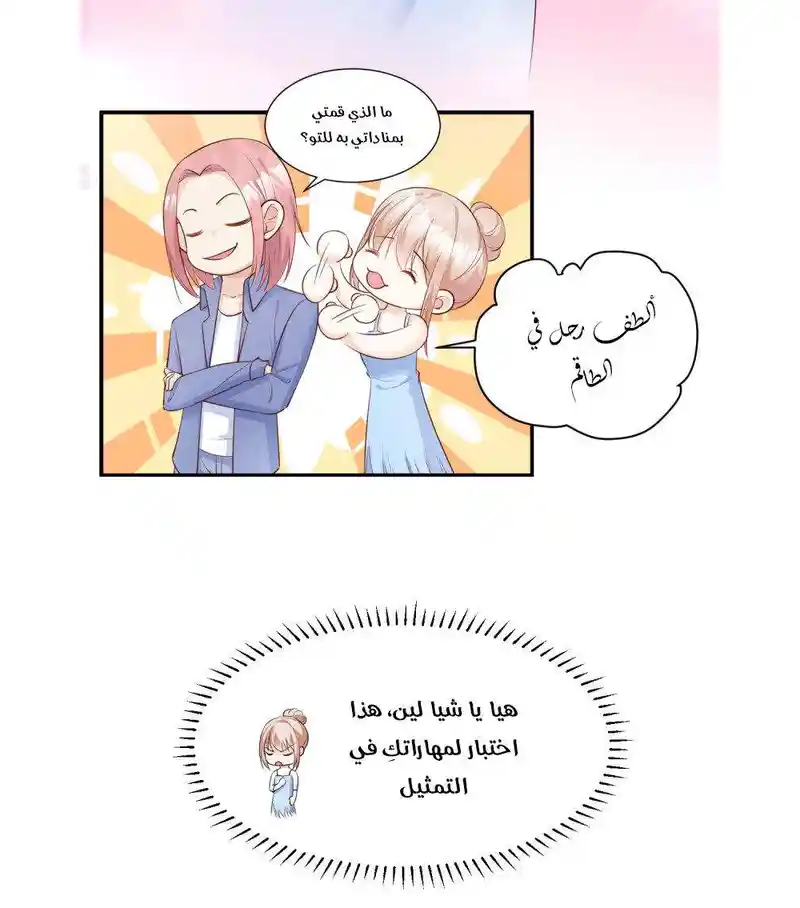 ما الذي قمتي
بمناداتي به للتو؟
ألطف رجل في
الطاقم
هيا يا شيا لين، هذا
اختبار لمهاراتكِ في
التمثيل